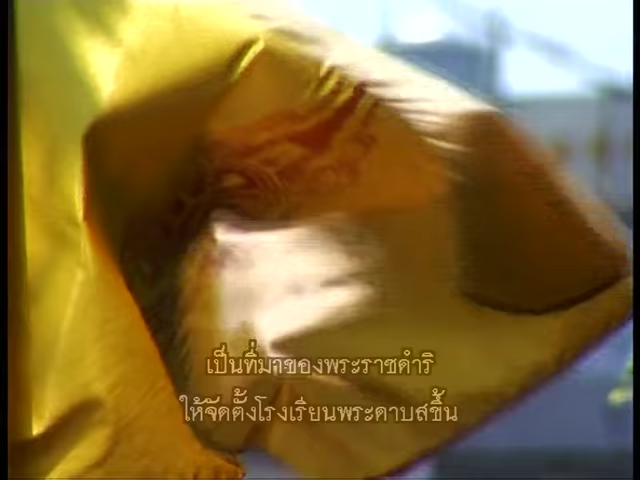 เป็นที่มาของพระราชดำริ
ให้จัดตั้งโรงเรียนพระดาบสขึ้น